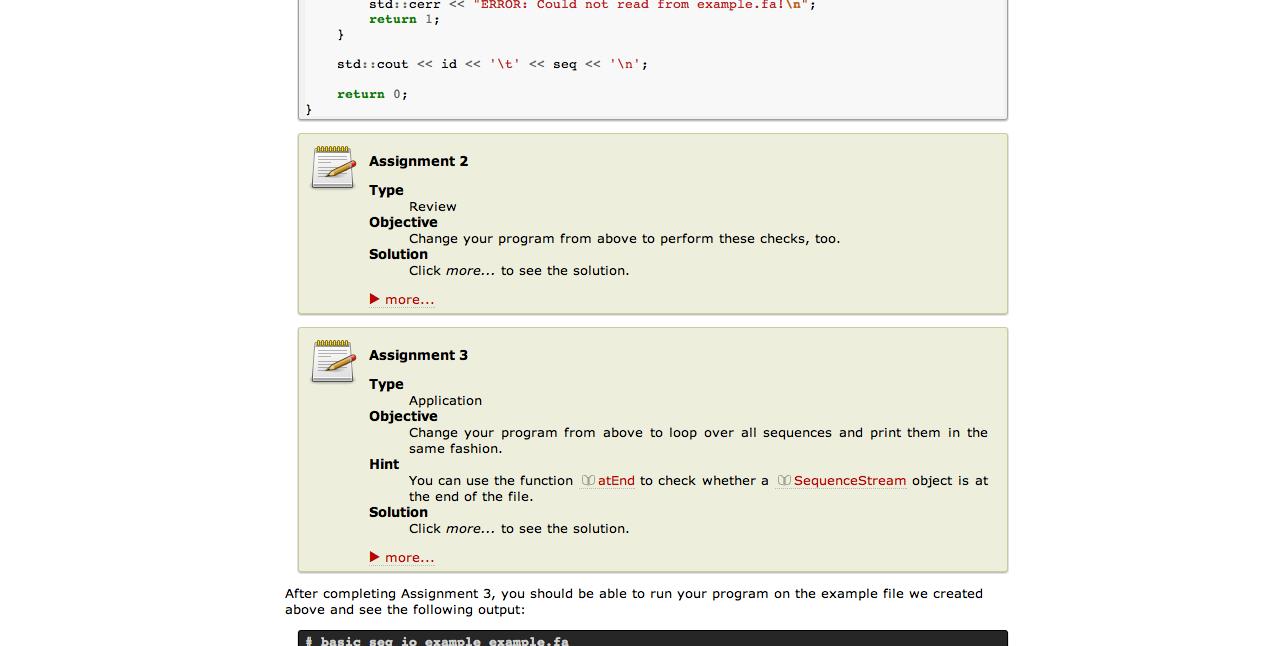 std::cerr << "ERROR: Could not read from example.fa!\n";
return 1;
}
std::cout << id << '\t' << seq << '\n';
return 0;
}
Assignment 2
Type
Review
Objective
Change your program from above to perform these checks, too.
Solution
Click more... to see the solution.
more...
Assignment 3
Type
Application
Objective
Change your program from above to loop over all sequences and print them in the
same fashion.
Hint
You can use the function atEnd to check whether a SequenceStream object is at
the end of the file.
Solution
Click more... to see the solution.
more...
After completing Assignment 3, you should be able to run your program on the example file we created
above and see the following output:
# basic_seq_io_example example.fa